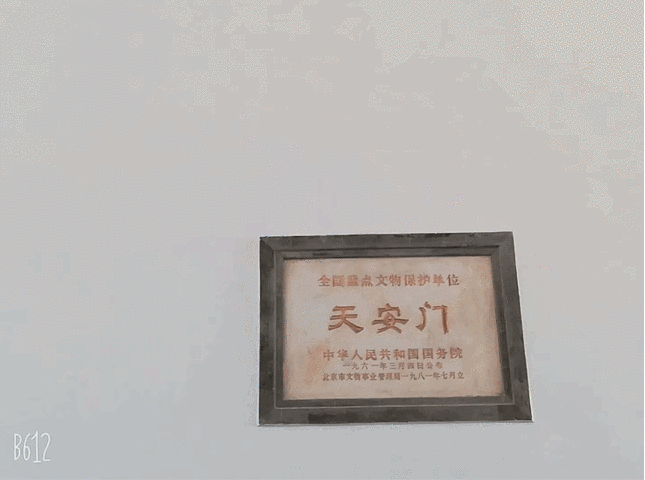 全国重点文物保护单位
天安门
中华人民共和国国务院
一九六一年三月四日公布
北京市文物事业管理局一九八一年七月立
B612